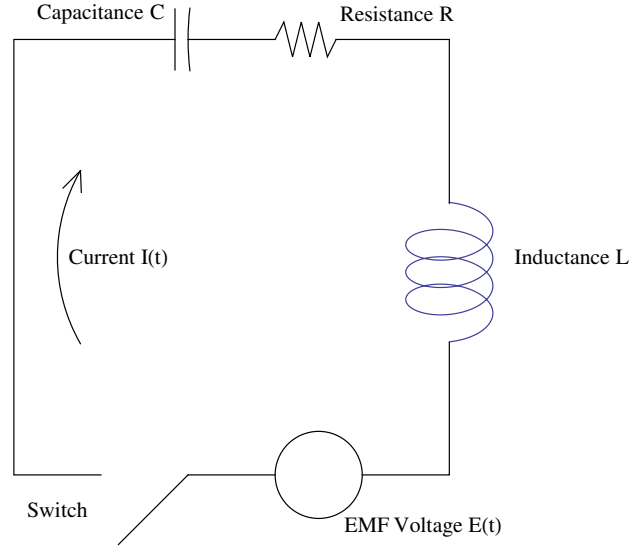 Capacitance C
Resistance R
Current I(t)
Inductance L
Switch
EMF Voltage E(t)